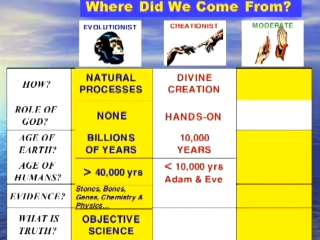 Where Did We Come From?
EVOLUTIONIST CREATIONIST MODERATE
HOW? NATURAL PROCESSES DIVINE CREATION
ROLE OF GOD? NONE HANDS-ON
AGE OF EARTH? BILLIONS OF YEARS 10,000 YEARS
AGE OF HUMANS? > 40,000 yrs < 10,000 yrs Adam & Eve
EVIDENCE? Stones, Bones, Genes, Chemistry & Physics...
WHAT IS TRUTH? OBJECTIVE SCIENCE